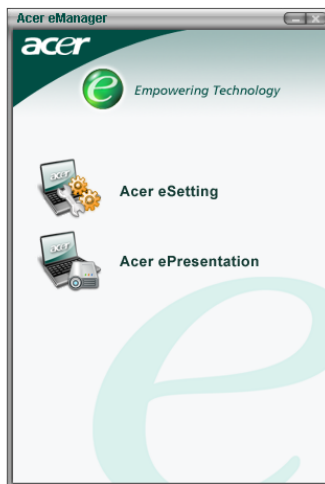 Acer eManager
acer
e Empowering Technology
Acer eSetting
Acer ePresentation